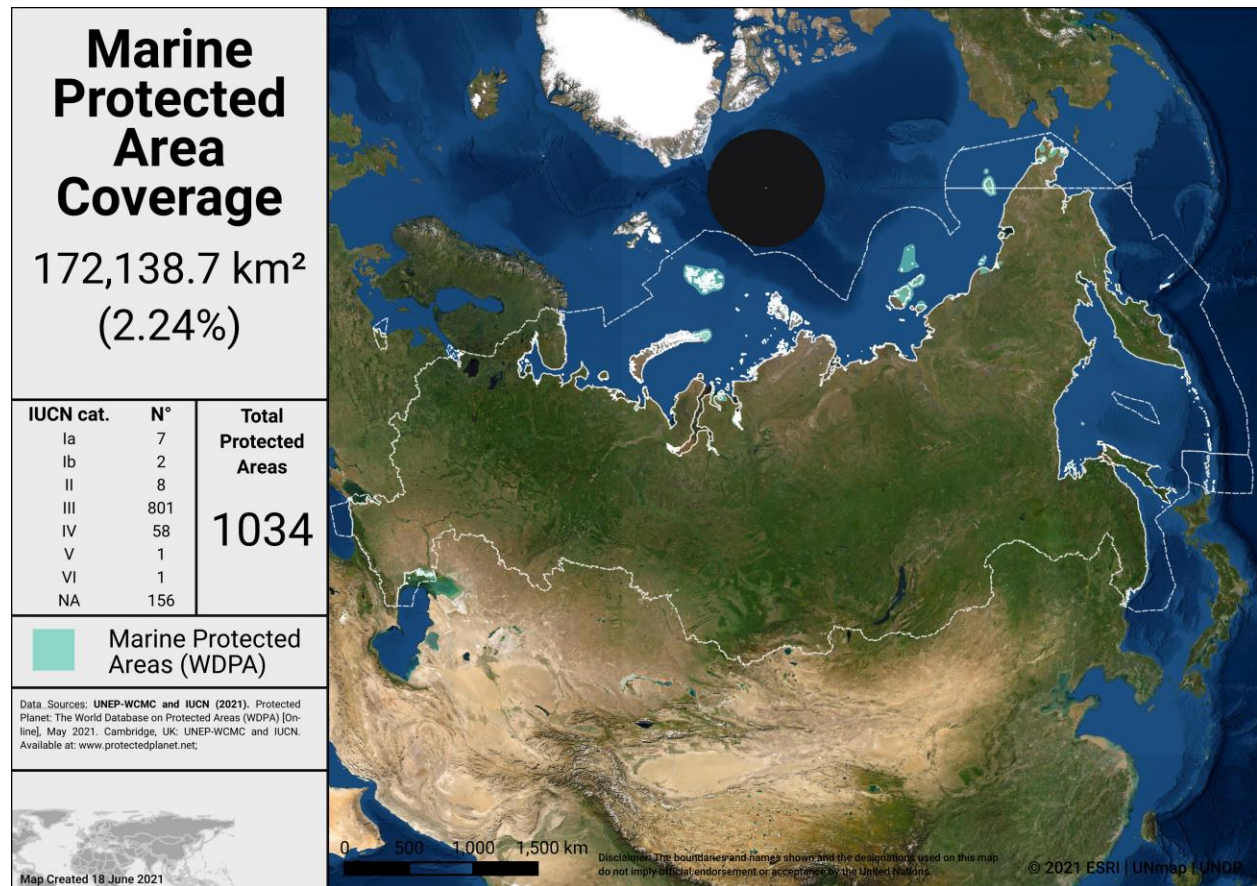 Marine
Protected
Area
Coverage
172,138.7 km²
(2.24%)
IUCN cat. N°
Ia 7
Ib 2
II 8
III 801
IV 58
V 1
VI 1
NA 156
Total
Protected
Areas
1034
Marine Protected
Areas (WDPA)
Data Sources: UNEP-WCMC and IUCN (2021). Protected
Planet: The World Database on Protected Areas (WDPA) [On-
line], May 2021. Cambridge, UK: UNEP-WCMC and IUCN.
Available at: www.protectedplanet.net;
Map Created 18 June 2021
0 500 1,000 1,500 km
Disclaimer: The boundaries and names shown and the designations used on this map
do not imply official endorsement or acceptance by the United Nations.
© 2021 ESRI | UNmap | UNDP